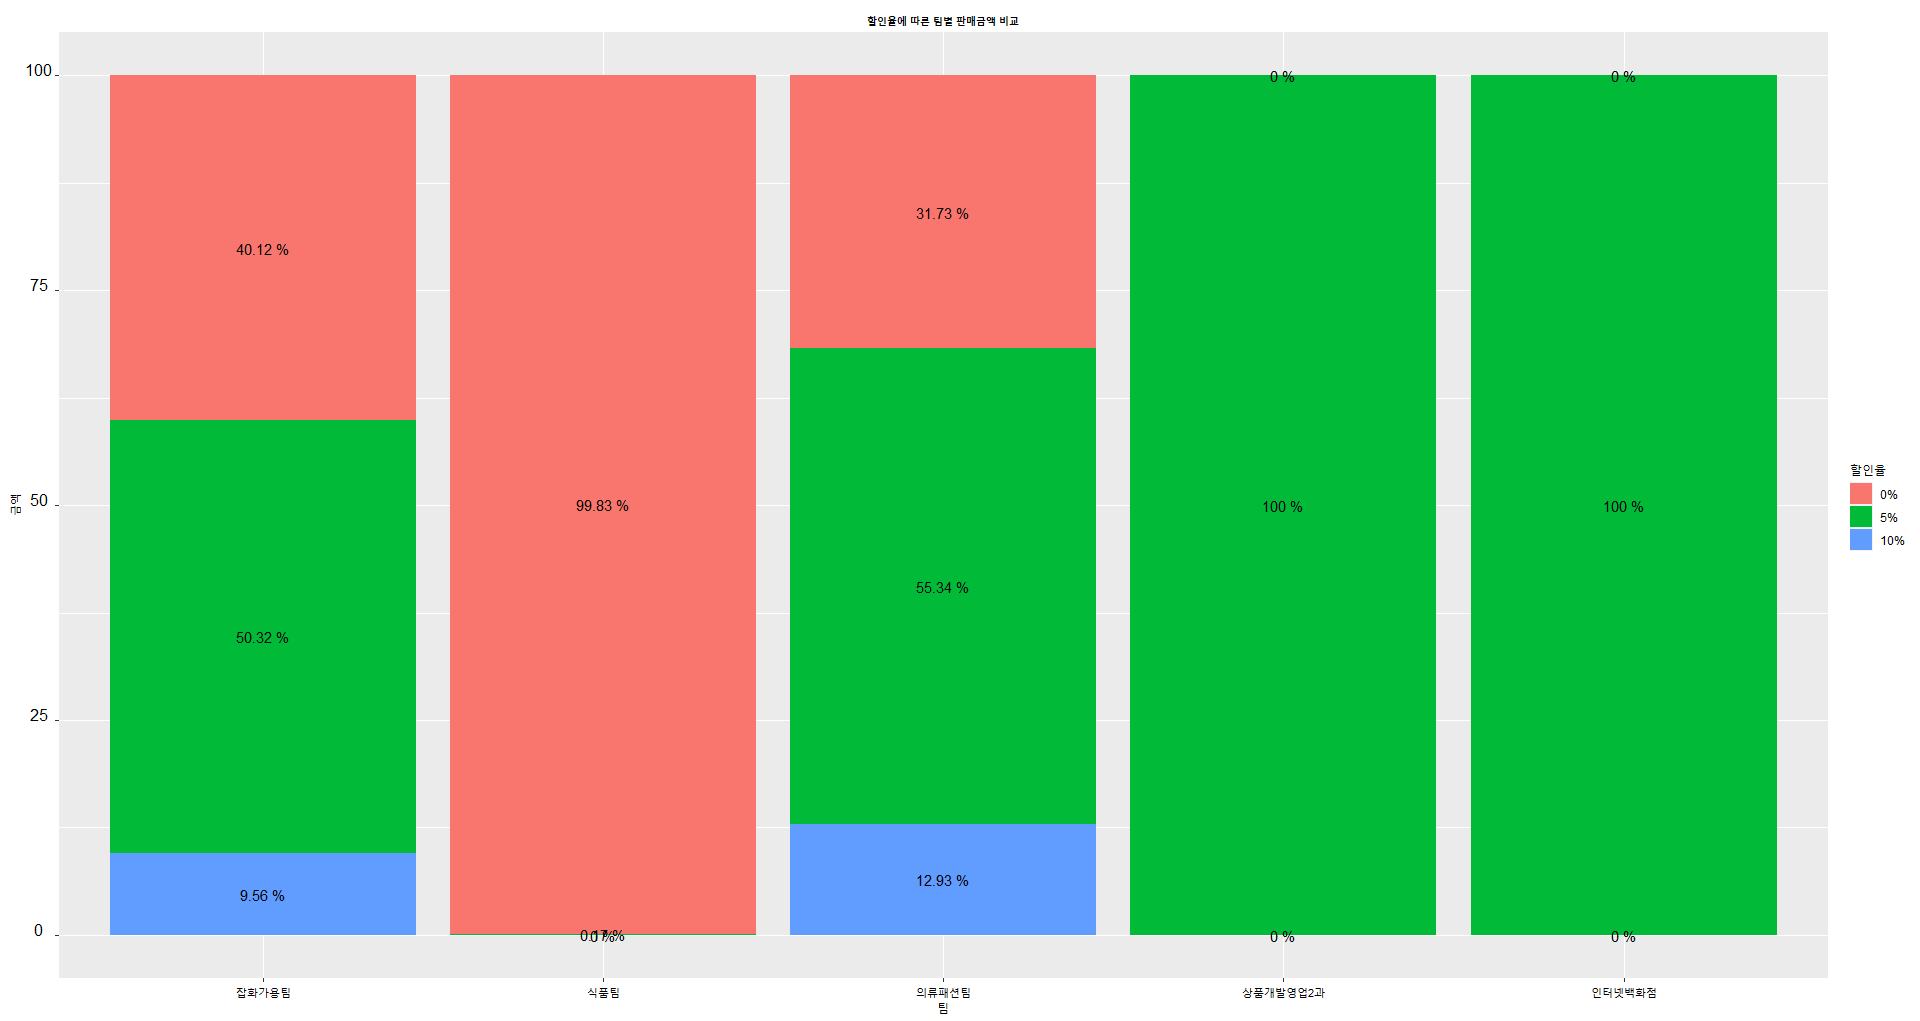 할인율에 따른 팀별 판매금액 비교
100
75
50
25
0
금액
40.12 %
50.32 %
9.56 %
99.83 %
0.17 %
0 %
31.73 %
55.34 %
12.93 %
0 %
100 %
0 %
0 %
100 %
0 %
잡화가용팀
식품팀
의류패션팀
상품개발영업2과
인터넷백화점
팀
할인율
0%
5%
10%